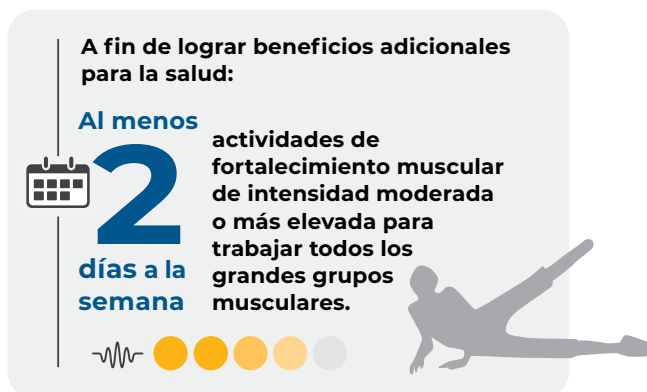 A fin de lograr beneficios adicionales
para la salud:
Al menos
2
días a la
semana
actividades de
fortalecimiento muscular
de intensidad moderada
o más elevada para
trabajar todos los
grandes grupos
musculares.